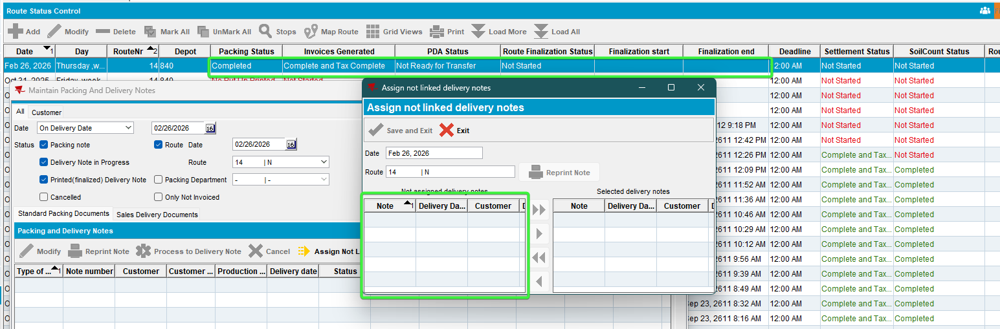 Route Status Control
Add Modify Delete Mark All UnMark All Stops Map Route Grid Views Print Load More Load All
Date 1 Day RouteNr 2 Depot Packing Status Invoices Generated PDA Status Route Finalization Status Finalization start Finalization end Deadline Settlement Status SoilCount Status
Feb 26, 2026 Thursday ,w... 14 840 Completed Complete and Tax Complete Not Ready for Transfer Not Started 12:00 AM Not Started Not Started
Oct 31, 2025 Friday, week 14 840 No Put Up Printed Not Started 12:00 AM Not Started Not Started
Maintain Packing And Delivery Notes
All Customer
Date On Delivery Date 02/26/2026 16
Status Packing note Route Date 02/26/2026 16
Delivery Note in Progress Route 14 | N
Printed(finalized) Delivery Note Packing Department - | -
Cancelled Only Not Invoiced
Standard Packing Documents Sales Delivery Documents
Packing and Delivery Notes
Modify Reprint Note Process to Delivery Note Cancel Assign Not L
Type of ... 1 Note number Customer Customer ... Production ... Delivery date Status
Assign not linked delivery notes
Assign not linked delivery notes
Save and Exit Exit
Date Feb 26, 2026
Route 14 | N Reprint Note
Not assigned delivery notes Selected delivery notes
Note 1 Delivery Da... Customer D Note Delivery Da... Customer D
12:00 AM Not Started Not Started
12:00 AM Not Started Not Started
12 9:18 PM 12:00 AM Not Started Not Started
2611 12:42 PM 12:00 AM Not Started Not Started
2611 12:26 PM 12:00 AM Complete and Tax... Not Started
2611 12:09 PM 12:00 AM Complete and Tax... Completed
2611 11:52 AM 12:00 AM Complete and Tax... Completed
2611 11:36 AM 12:00 AM Complete and Tax... Completed
2611 10:46 AM 12:00 AM Complete and Tax... Completed
2611 10:29 AM 12:00 AM Complete and Tax... Completed
2611 10:12 AM 12:00 AM Complete and Tax... Completed
2611 9:56 AM 12:00 AM Complete and Tax... Completed
2611 9:39 AM 12:00 AM Complete and Tax... Completed
2611 8:49 AM 12:00 AM Complete and Tax... Completed
Sep 23, 2611 8:32 AM 12:00 AM Complete and Tax... Completed
Sep 23, 2611 8:16 AM 12:00 AM Complete and Tax... Completed